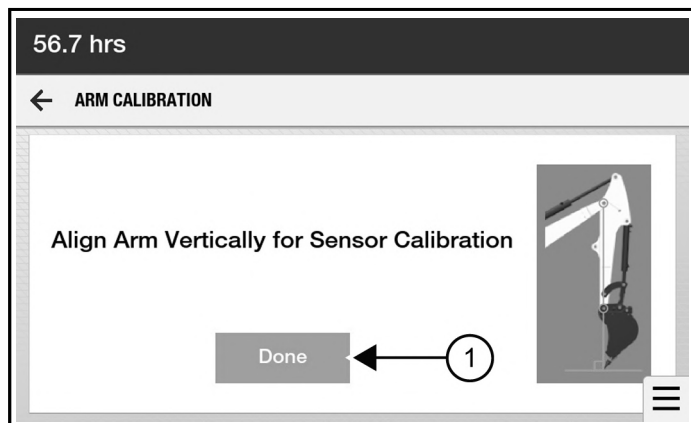 56.7 hrs
ARM CALIBRATION
Align Arm Vertically for Sensor Calibration
Done
1